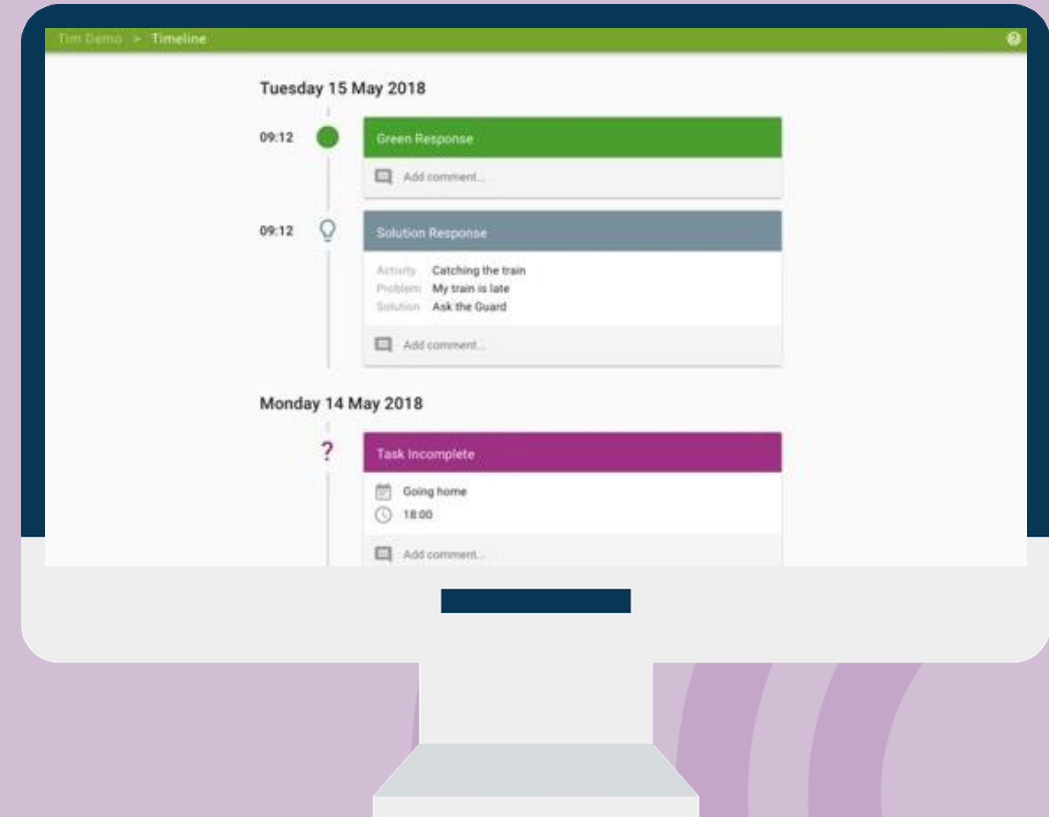 Tim Demo > Timeline
Tuesday 15 May 2018
09:12
Green Response
Add comment...
09:12
Solution Response
Activity Catching the train
Problem My train is late
Solution Ask the Guard
Add comment...
Monday 14 May 2018
?
Task Incomplete
Going home
18:00
Add comment...